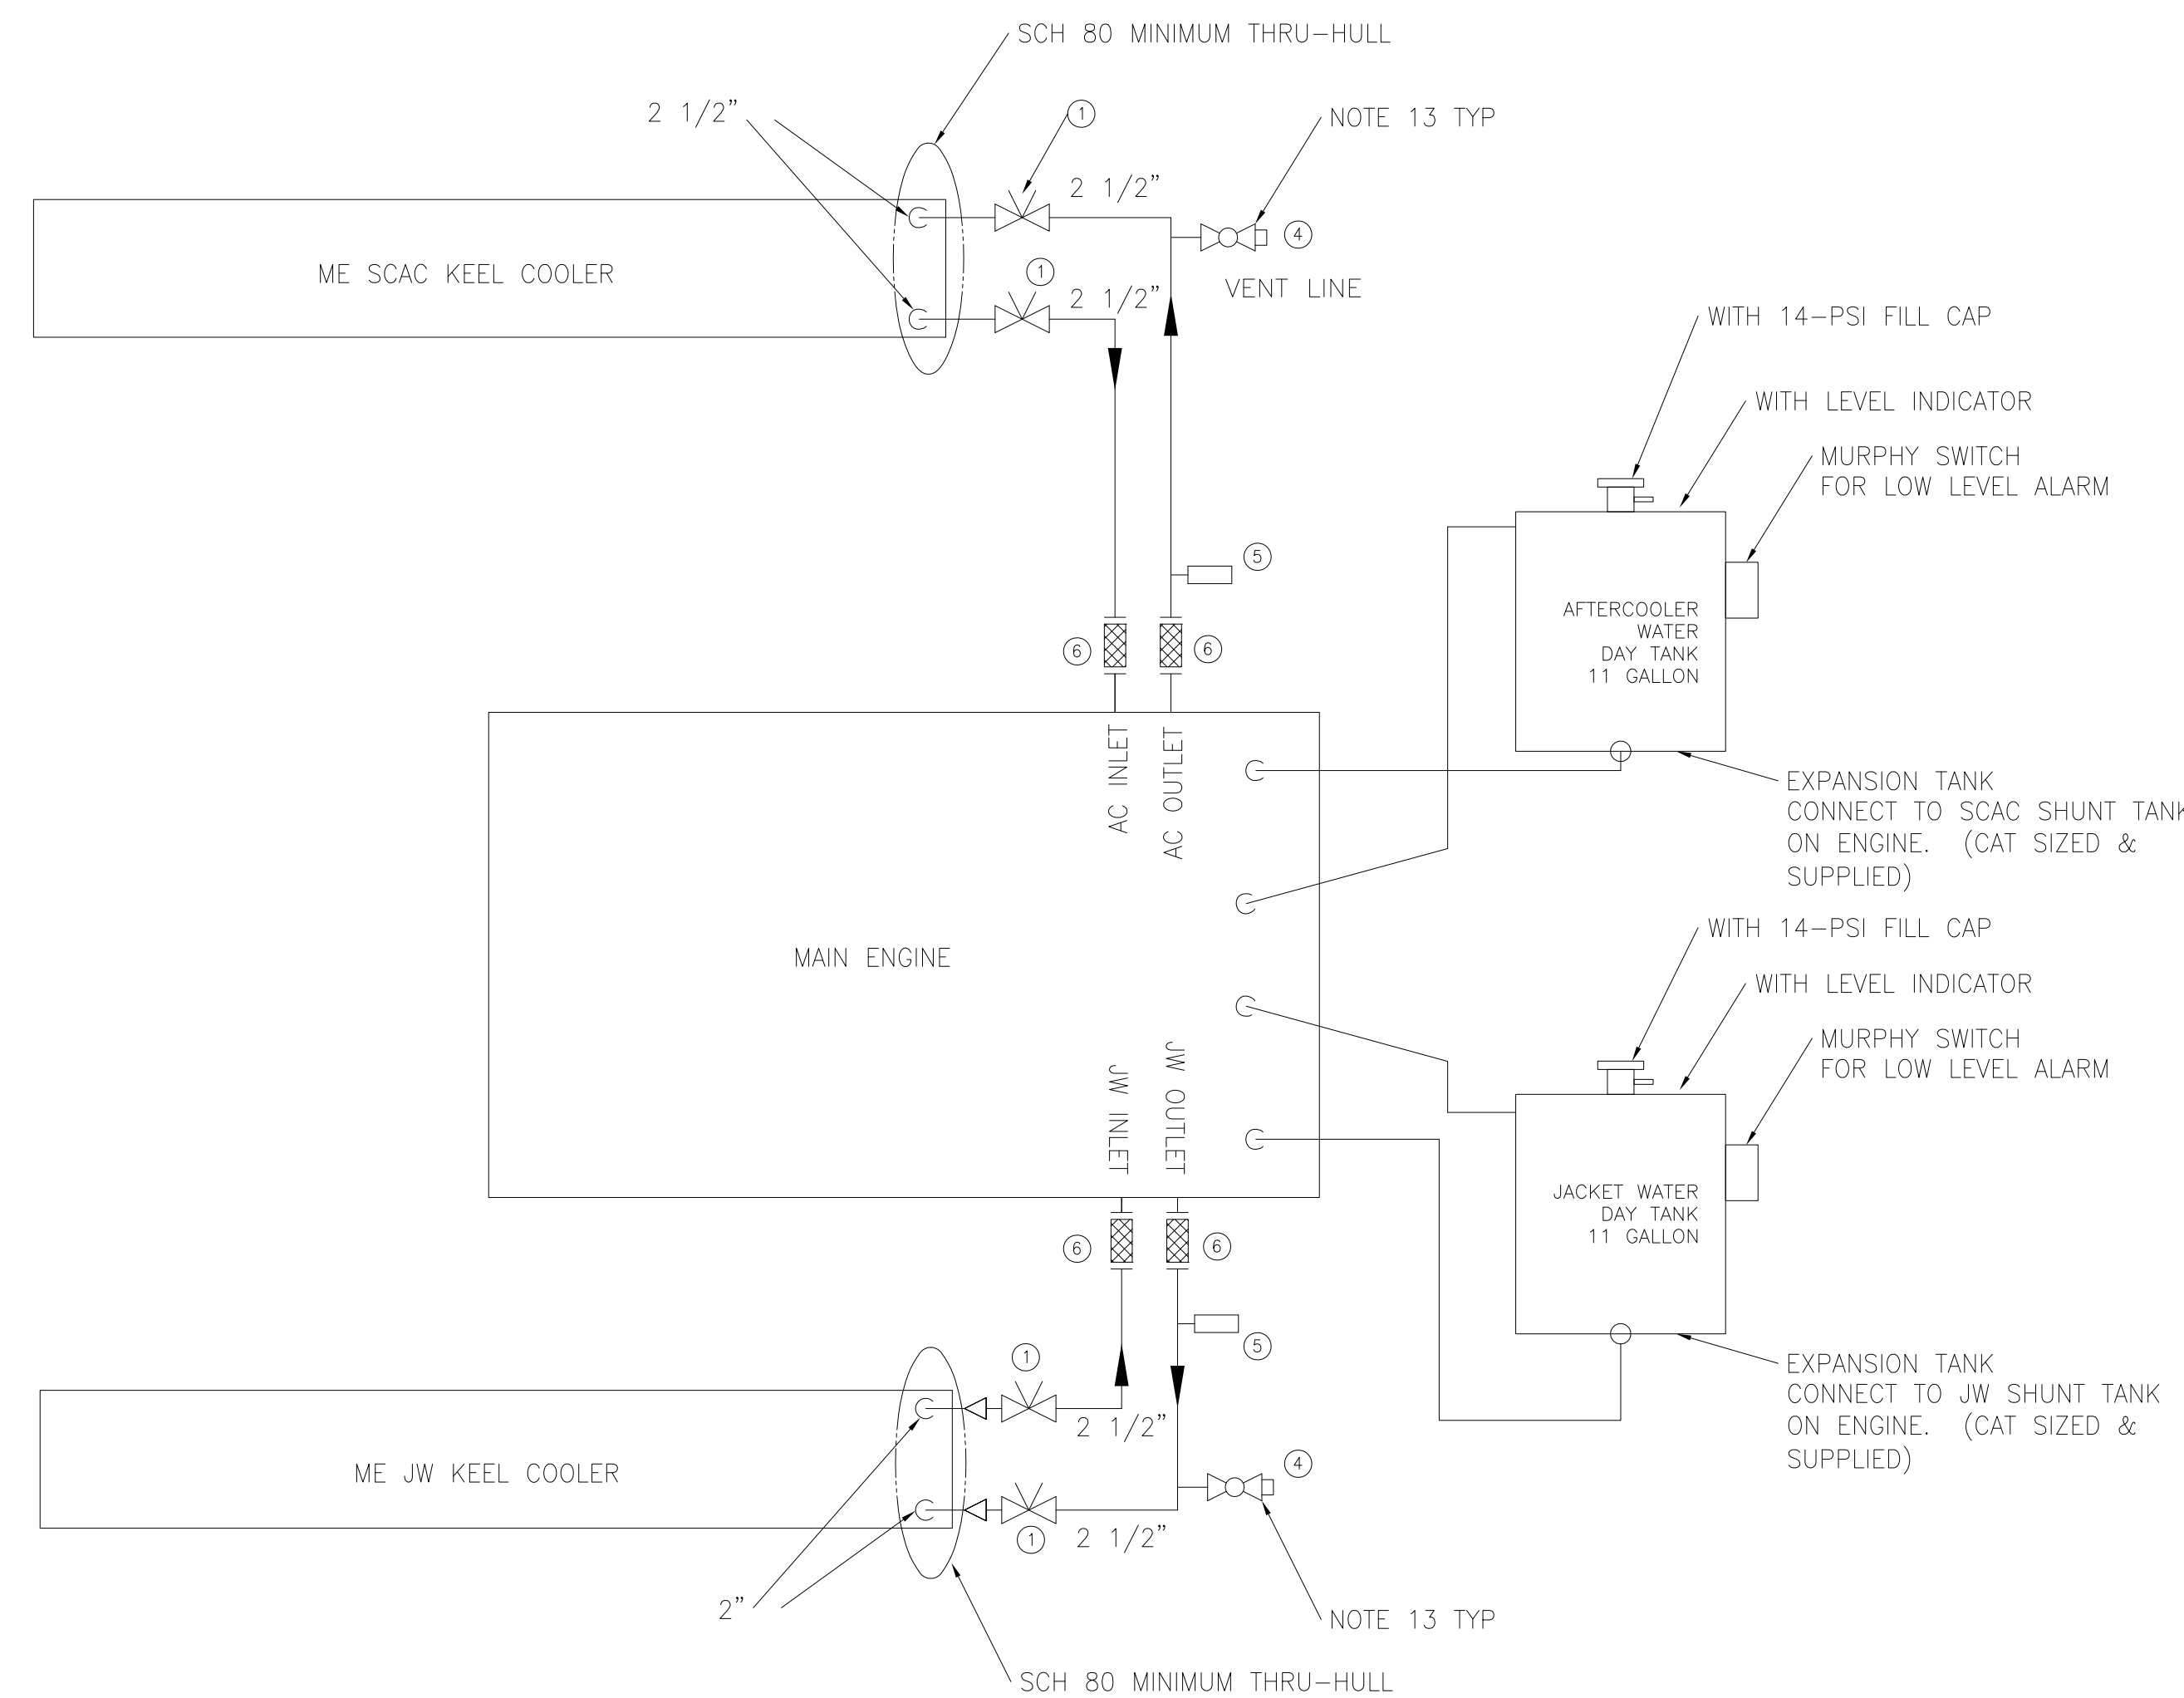 SCH 80 MINIMUM THRU-HULL
2 1/2"
1
NOTE 13 TYP
2 1/2"
4
ME SCAC KEEL COOLER
1
2 1/2"
VENT LINE
WITH 14-PSI FILL CAP
WITH LEVEL INDICATOR
MURPHY SWITCH
FOR LOW LEVEL ALARM
5
AFTERCOOLER
WATER
DAY TANK
11 GALLON
6
6
AC INLET
AC OUTLET
EXPANSION TANK
CONNECT TO SCAC SHUNT TANK
ON ENGINE. (CAT SIZED &
SUPPLIED)
WITH 14-PSI FILL CAP
MAIN ENGINE
WITH LEVEL INDICATOR
MURPHY SWITCH
FOR LOW LEVEL ALARM
JW INLET
JW OUTLET
JACKET WATER
DAY TANK
11 GALLON
6
6
5
1
EXPANSION TANK
CONNECT TO JW SHUNT TANK
ON ENGINE. (CAT SIZED &
SUPPLIED)
2 1/2"
ME JW KEEL COOLER
4
1
2 1/2"
2"
NOTE 13 TYP
SCH 80 MINIMUM THRU-HULL